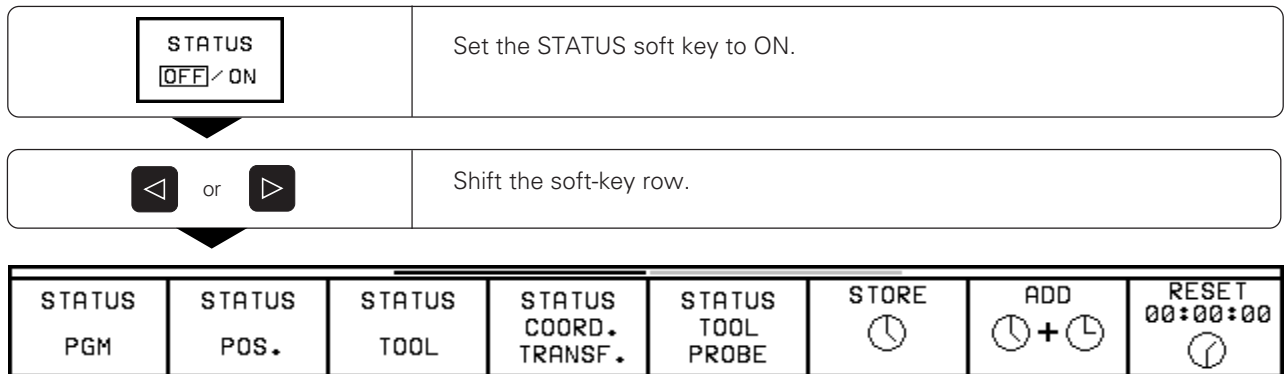 STATUS
OFF / ON
Set the STATUS soft key to ON.
or
Shift the soft-key row.
STATUS
PGM
STATUS
POS.
STATUS
TOOL
STATUS
COORD.
TRANSF.
STATUS
TOOL
PROBE
STORE
ADD
+
RESET
00:00:00